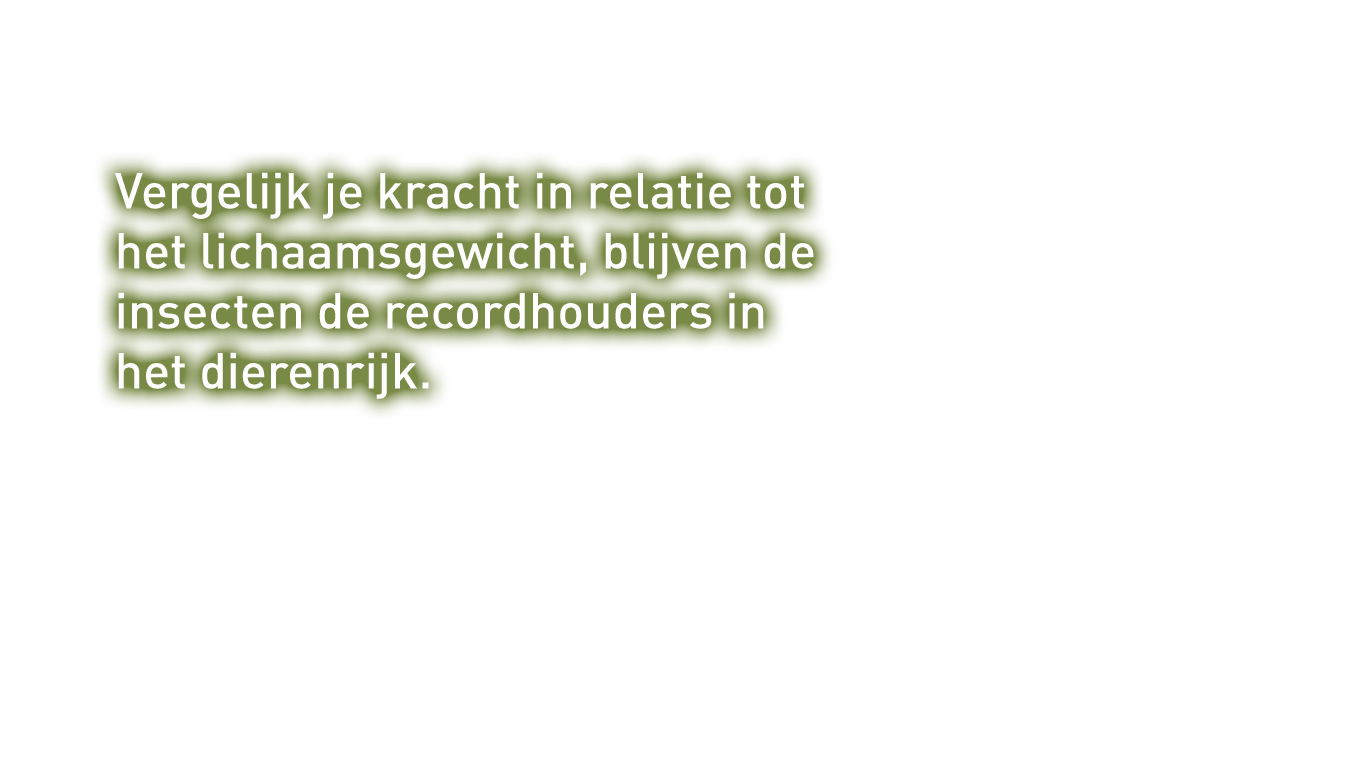 Vergelijk je kracht in relatie tot
het lichaamsgewicht, blijven de
insecten de recordhouders in
het dierenrijk.